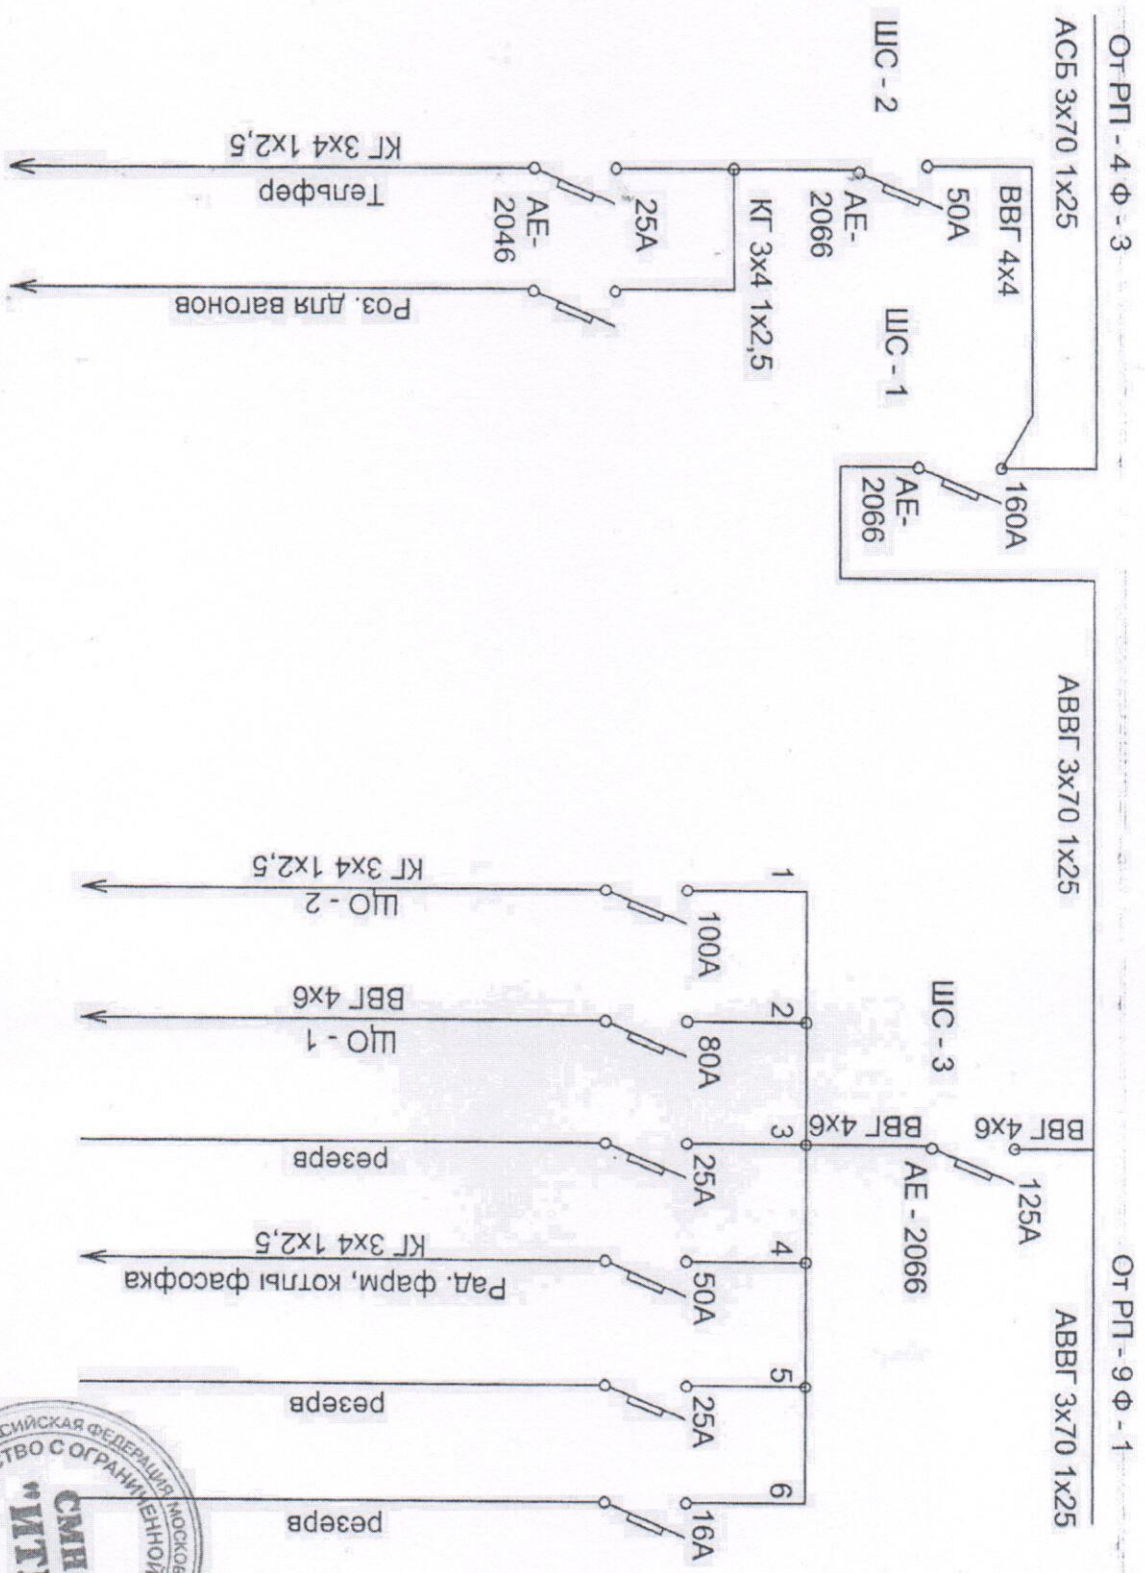 От РП - 4 Ф - 3
АСБ 3х70 1х25
ВВГ 4х4
ШС - 2
50А
АЕ-
2066
КГ 3х4 1х2,5
25А
АЕ-
2046
КГ 3х4 1х2,5
Тельфер
Роз. для вагонов
ШС - 1
160А
АЕ-
2066
АВВГ 3х70 1х25
От РП - 9 Ф - 1
АВВГ 3х70 1х25
ШС - 3
ВВГ 4х6
125А
АЕ - 2066
ВВГ 4х6
1
100А
КГ 3х4 1х2,5
ЩО - 2
2
80А
ВВГ 4х6
ЩО - 1
3
25А
резерв
4
50А
КГ 3х4 1х2,5
Рад. фарм, котлы фасофка
5
25А
резерв
6
16А
резерв